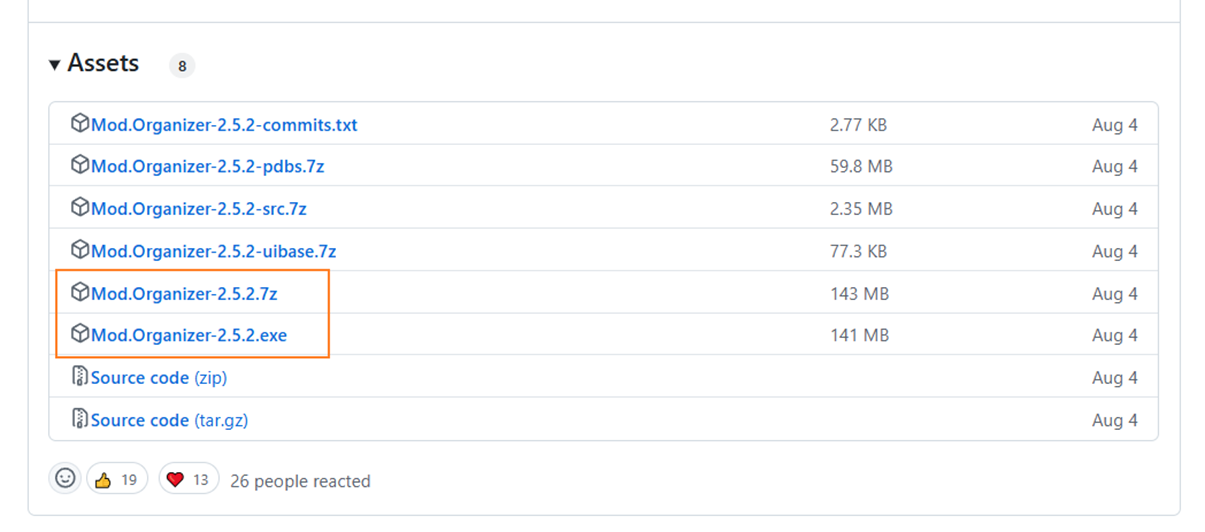 Assets 8
Mod.Organizer-2.5.2-commits.txt 2.77 KB Aug 4
Mod.Organizer-2.5.2-pdbs.7z 59.8 MB Aug 4
Mod.Organizer-2.5.2-src.7z 2.35 MB Aug 4
Mod.Organizer-2.5.2-uibase.7z 77.3 KB Aug 4
Mod.Organizer-2.5.2.7z 143 MB Aug 4
Mod.Organizer-2.5.2.exe 141 MB Aug 4
Source code (zip) Aug 4
Source code (tar.gz) Aug 4
19 13 26 people reacted